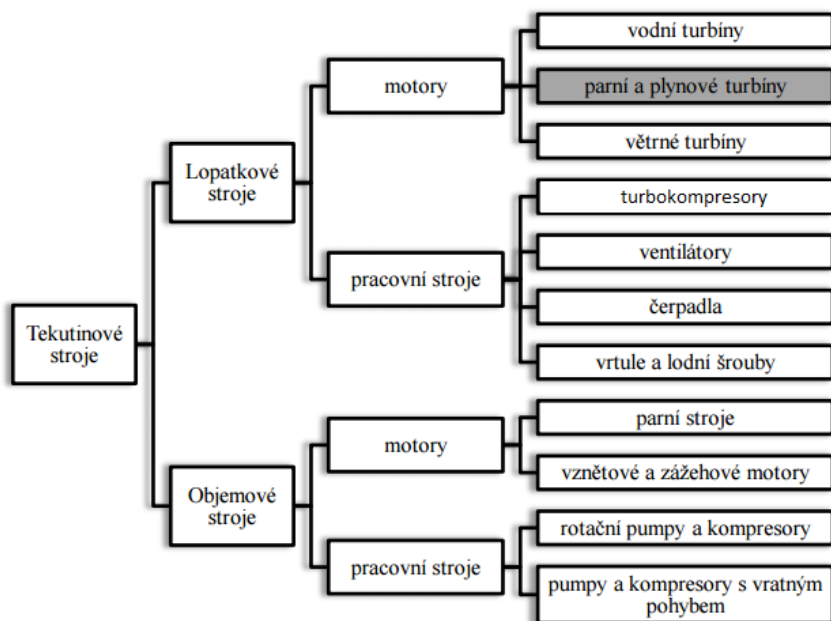 vodní turbíny
motory
parní a plynové turbíny
větrné turbíny
Lopatkové
stroje
turbokompresory
ventilátory
pracovní stroje
čerpadla
vrtule a lodní šrouby
Tekutinové
stroje
parní stroje
motory
vznětové a zážehové motory
Objemové
stroje
rotační pumpy a kompresory
pracovní stroje
pumpy a kompresory s vratným
pohybem